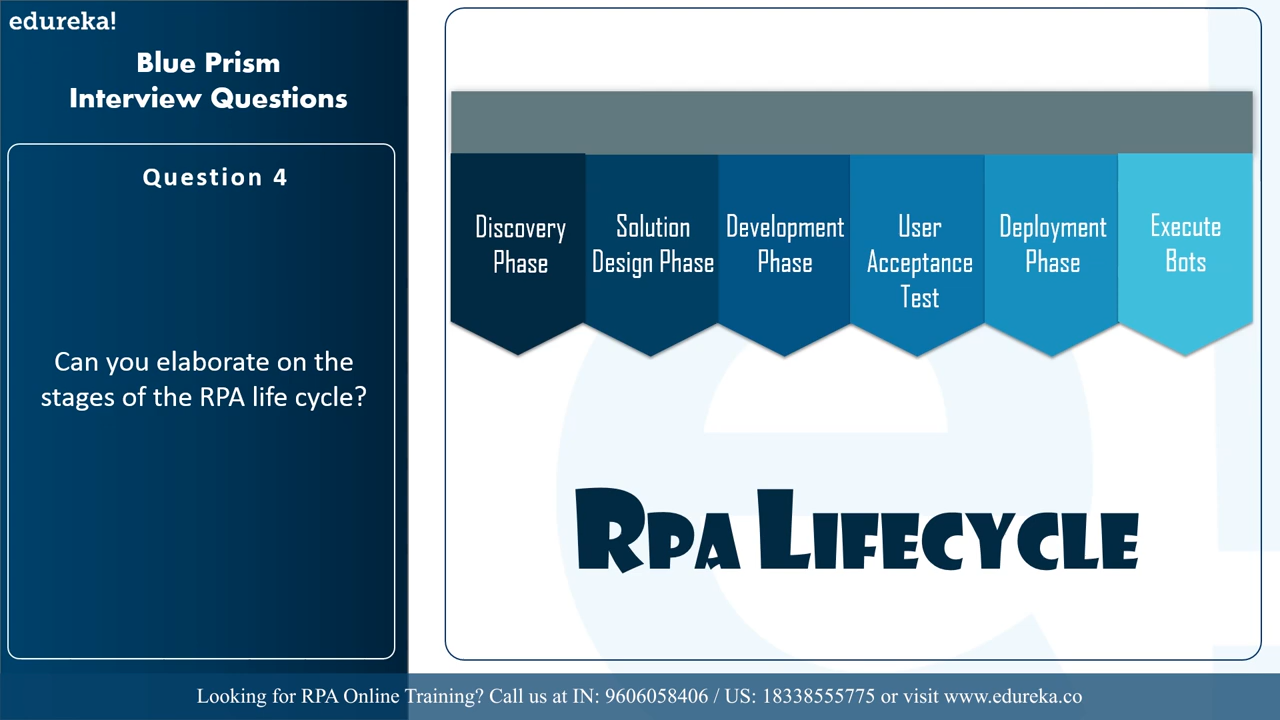 edureka!
Blue Prism
Interview Questions
Question 4
Can you elaborate on the
stages of the RPA life cycle?
Discovery
Phase
Solution
Design Phase
Development
Phase
User
Acceptance
Test
Deployment
Phase
Execute
Bots
RPA LIFECYCLE
Looking for RPA Online Training? Call us at IN: 9606058406 / US: 18338555775 or visit www.edureka.co